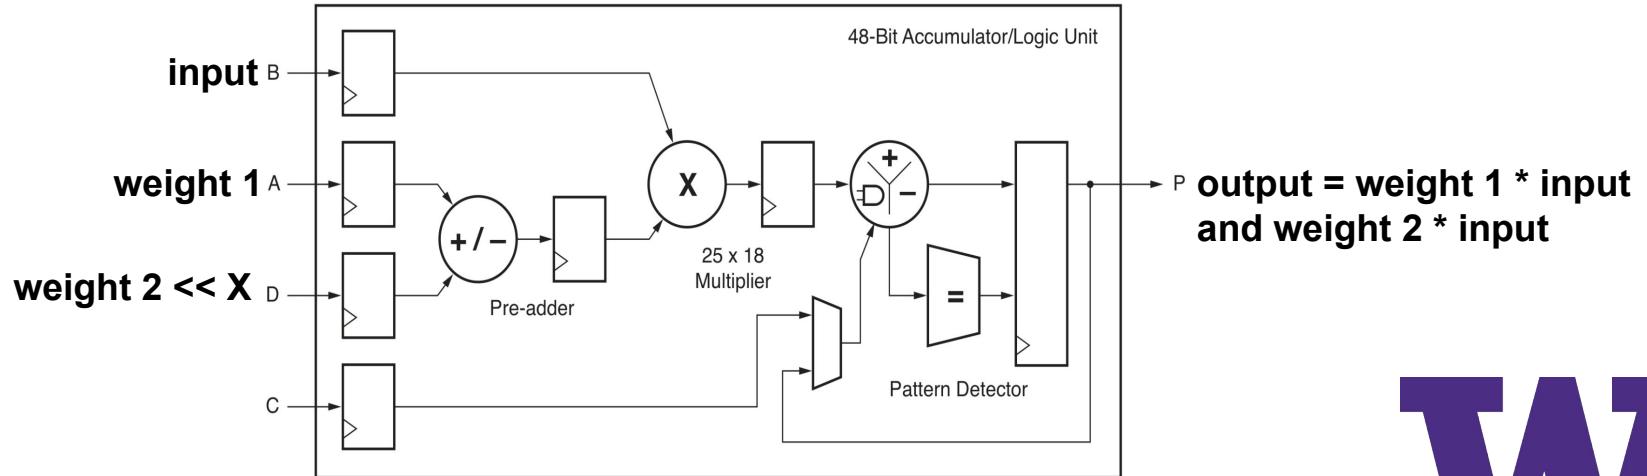 48-Bit Accumulator/Logic Unit
input B
weight 1 A
weight 2 << X D
C
+ / −
Pre-adder
X
25 x 18
Multiplier
+
−
=
Pattern Detector
P output = weight 1 * input
and weight 2 * input
W